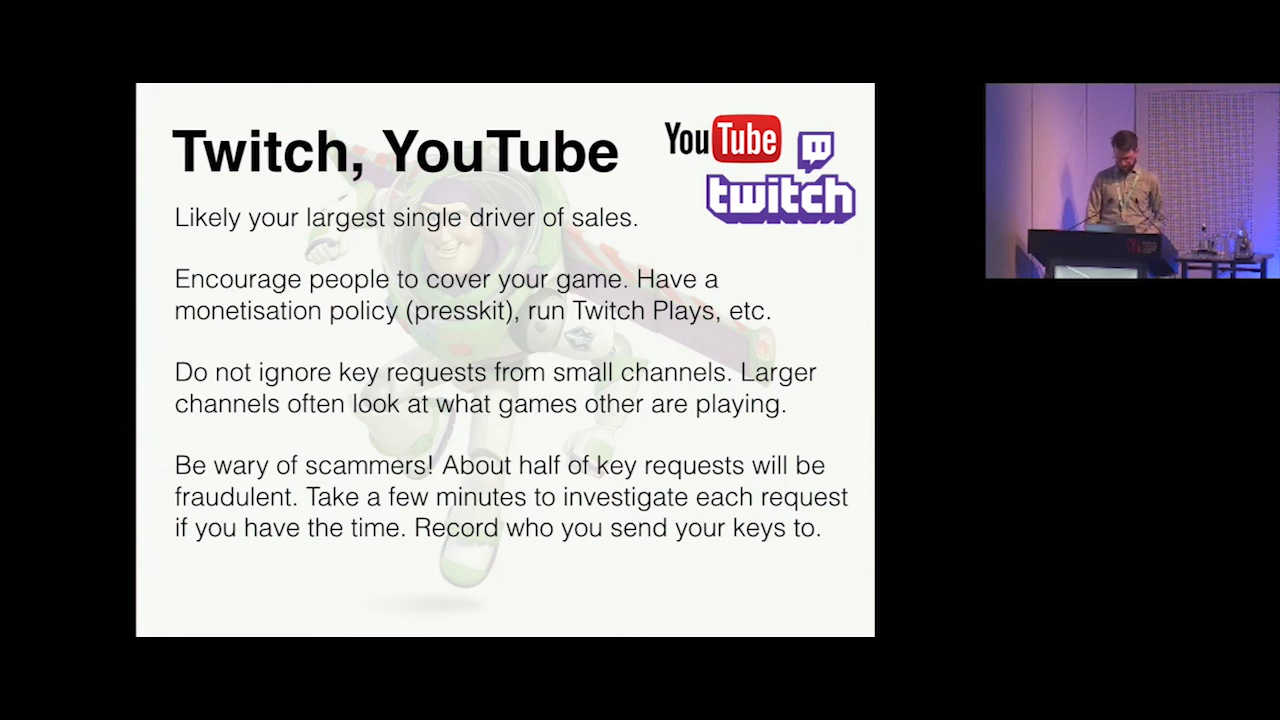 Twitch, YouTube
YouTube
twitch
Likely your largest single driver of sales.
Encourage people to cover your game. Have a
monetisation policy (presskit), run Twitch Plays, etc.
Do not ignore key requests from small channels. Larger
channels often look at what games other are playing.
Be wary of scammers! About half of key requests will be
fraudulent. Take a few minutes to investigate each request
if you have the time. Record who you send your keys to.